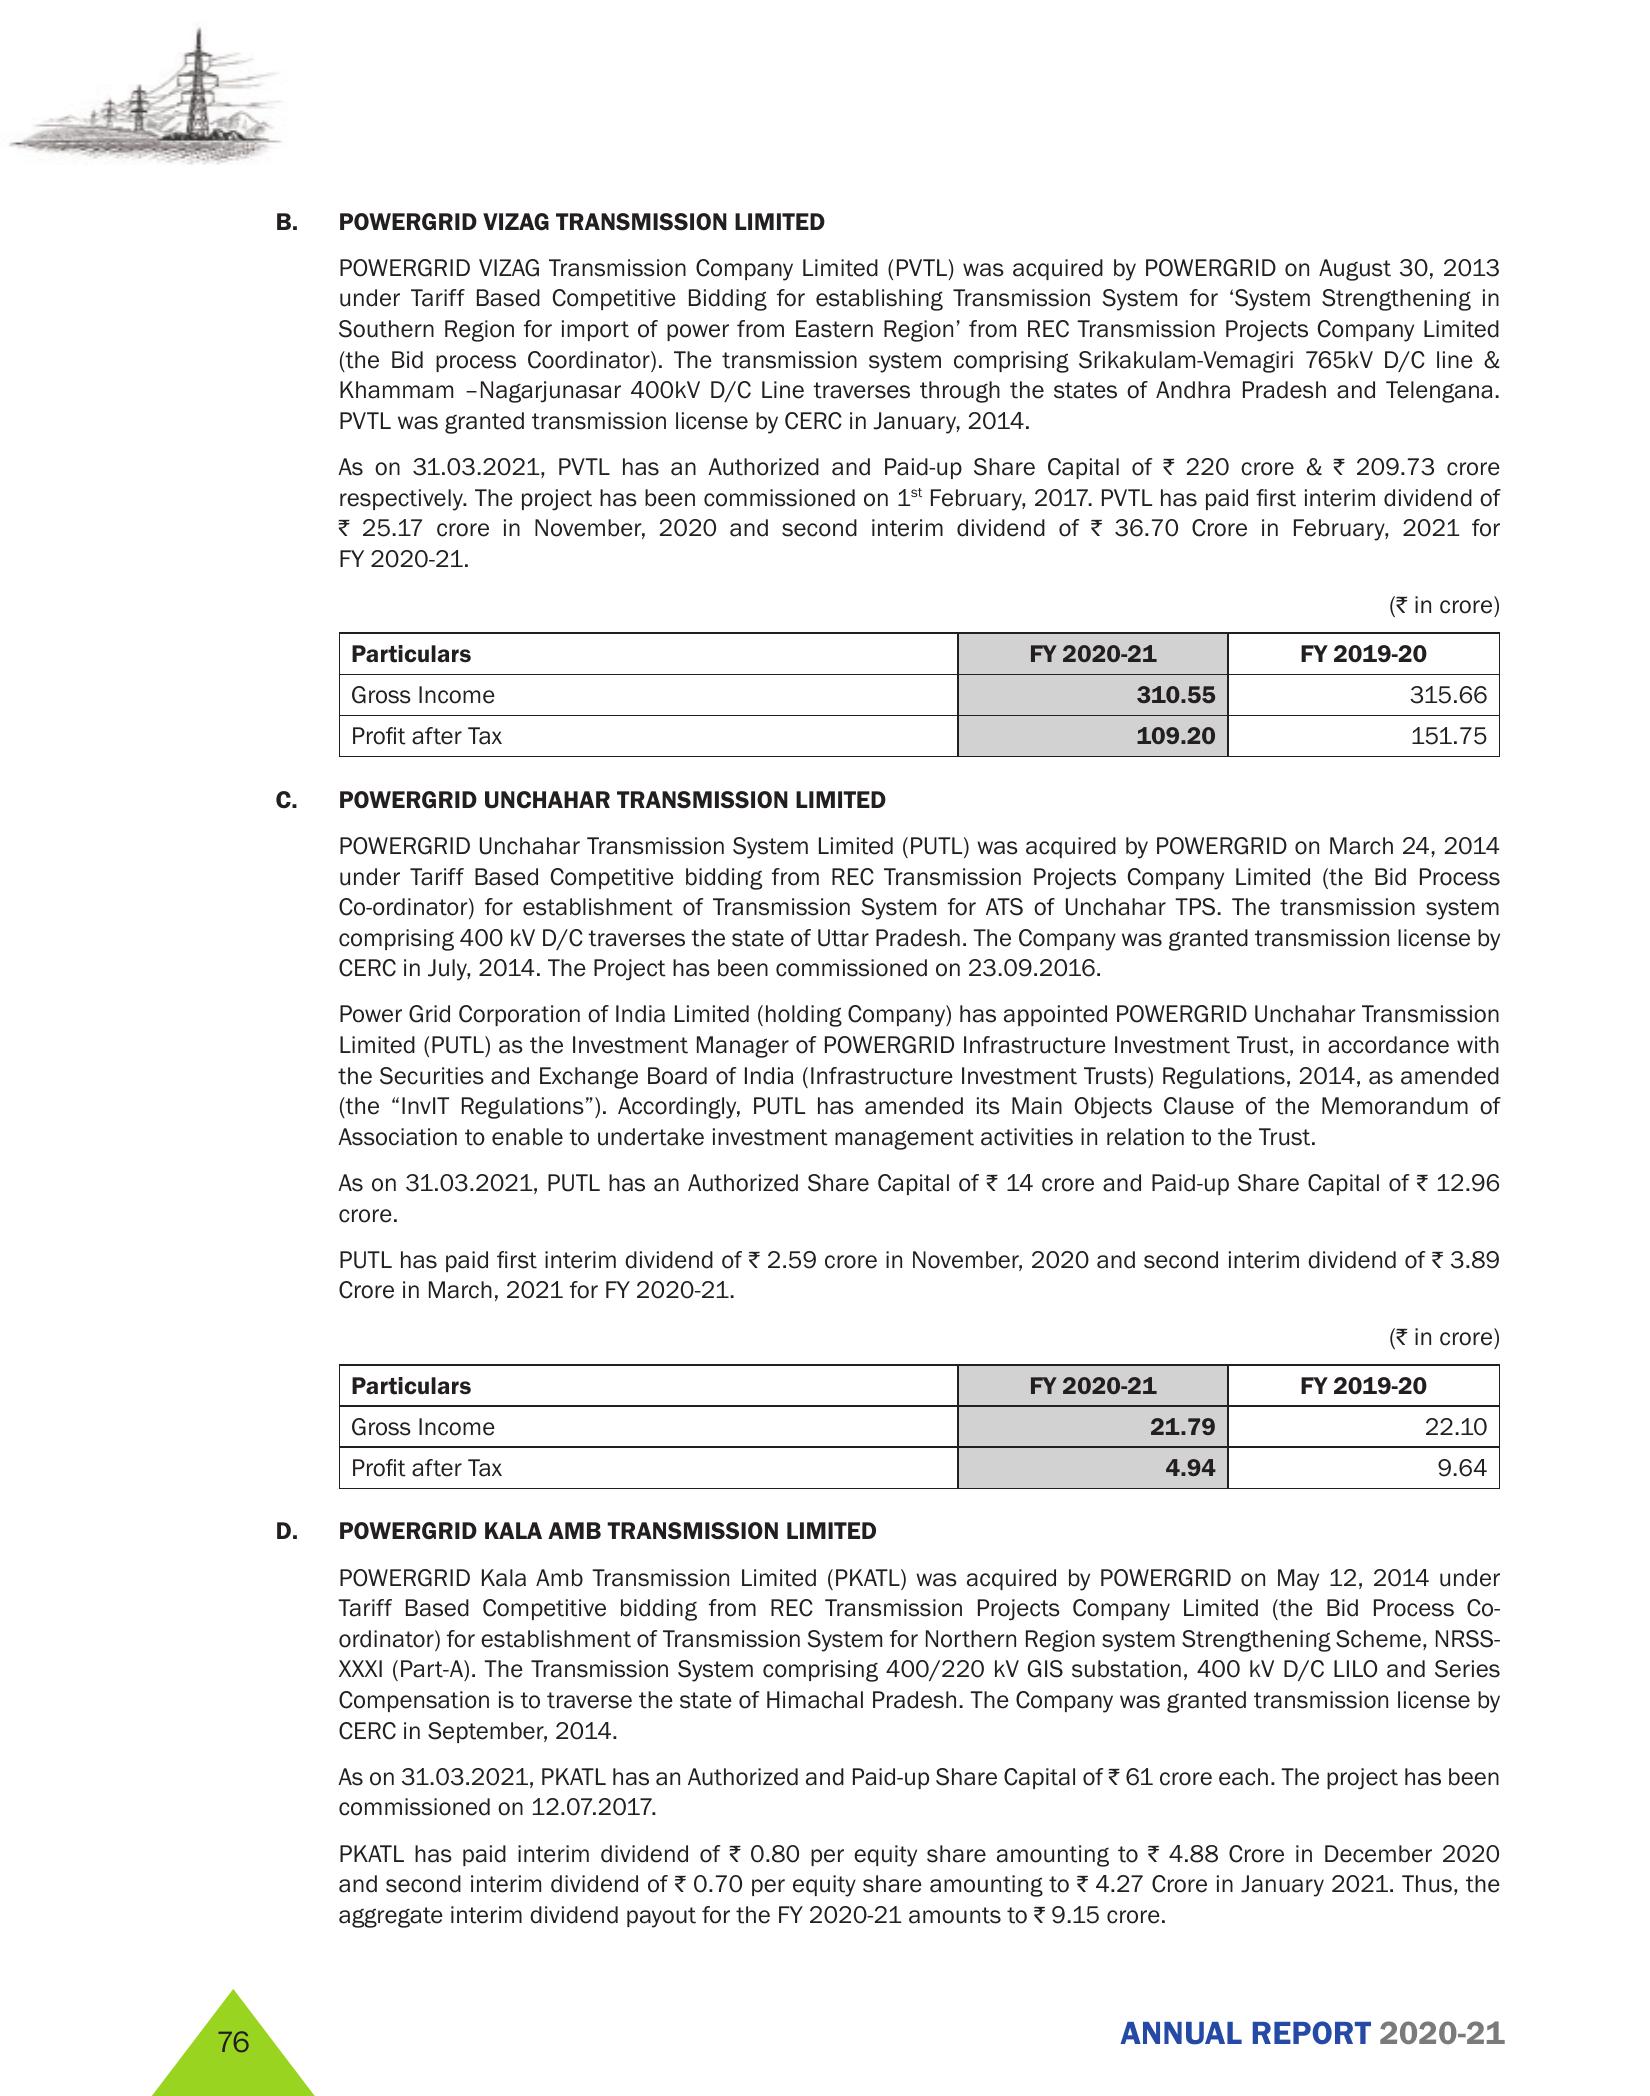 B. POWERGRID VIZAG TRANSMISSION LIMITED
POWERGRID VIZAG Transmission Company Limited (PVTL) was acquired by POWERGRID on August 30, 2013
under Tariff Based Competitive Bidding for establishing Transmission System for ‘System Strengthening in
Southern Region for import of power from Eastern Region’ from REC Transmission Projects Company Limited
(the Bid process Coordinator). The transmission system comprising Srikakulam-Vemagiri 765kV D/C line &
Khammam –Nagarjunasar 400kV D/C Line traverses through the states of Andhra Pradesh and Telengana.
PVTL was granted transmission license by CERC in January, 2014.
As on 31.03.2021, PVTL has an Authorized and Paid-up Share Capital of ₹ 220 crore & ₹ 209.73 crore
respectively. The project has been commissioned on 1st February, 2017. PVTL has paid first interim dividend of
₹ 25.17 crore in November, 2020 and second interim dividend of ₹ 36.70 Crore in February, 2021 for
FY 2020-21.
(₹ in crore)
Particulars FY 2020-21 FY 2019-20
Gross Income 310.55 315.66
Profit after Tax 109.20 151.75
C. POWERGRID UNCHAHAR TRANSMISSION LIMITED
POWERGRID Unchahar Transmission System Limited (PUTL) was acquired by POWERGRID on March 24, 2014
under Tariff Based Competitive bidding from REC Transmission Projects Company Limited (the Bid Process
Co-ordinator) for establishment of Transmission System for ATS of Unchahar TPS. The transmission system
comprising 400 kV D/C traverses the state of Uttar Pradesh. The Company was granted transmission license by
CERC in July, 2014. The Project has been commissioned on 23.09.2016.
Power Grid Corporation of India Limited (holding Company) has appointed POWERGRID Unchahar Transmission
Limited (PUTL) as the Investment Manager of POWERGRID Infrastructure Investment Trust, in accordance with
the Securities and Exchange Board of India (Infrastructure Investment Trusts) Regulations, 2014, as amended
(the “InvIT Regulations”). Accordingly, PUTL has amended its Main Objects Clause of the Memorandum of
Association to enable to undertake investment management activities in relation to the Trust.
As on 31.03.2021, PUTL has an Authorized Share Capital of ₹ 14 crore and Paid-up Share Capital of ₹ 12.96
crore.
PUTL has paid first interim dividend of ₹ 2.59 crore in November, 2020 and second interim dividend of ₹ 3.89
Crore in March, 2021 for FY 2020-21.
(₹ in crore)
Particulars FY 2020-21 FY 2019-20
Gross Income 21.79 22.10
Profit after Tax 4.94 9.64
D. POWERGRID KALA AMB TRANSMISSION LIMITED
POWERGRID Kala Amb Transmission Limited (PKATL) was acquired by POWERGRID on May 12, 2014 under
Tariff Based Competitive bidding from REC Transmission Projects Company Limited (the Bid Process Co-
ordinator) for establishment of Transmission System for Northern Region system Strengthening Scheme, NRSS-
XXXI (Part-A). The Transmission System comprising 400/220 kV GIS substation, 400 kV D/C LILO and Series
Compensation is to traverse the state of Himachal Pradesh. The Company was granted transmission license by
CERC in September, 2014.
As on 31.03.2021, PKATL has an Authorized and Paid-up Share Capital of ₹ 61 crore each. The project has been
commissioned on 12.07.2017.
PKATL has paid interim dividend of ₹ 0.80 per equity share amounting to ₹ 4.88 Crore in December 2020
and second interim dividend of ₹ 0.70 per equity share amounting to ₹ 4.27 Crore in January 2021. Thus, the
aggregate interim dividend payout for the FY 2020-21 amounts to ₹ 9.15 crore.
76
ANNUAL REPORT 2020-21